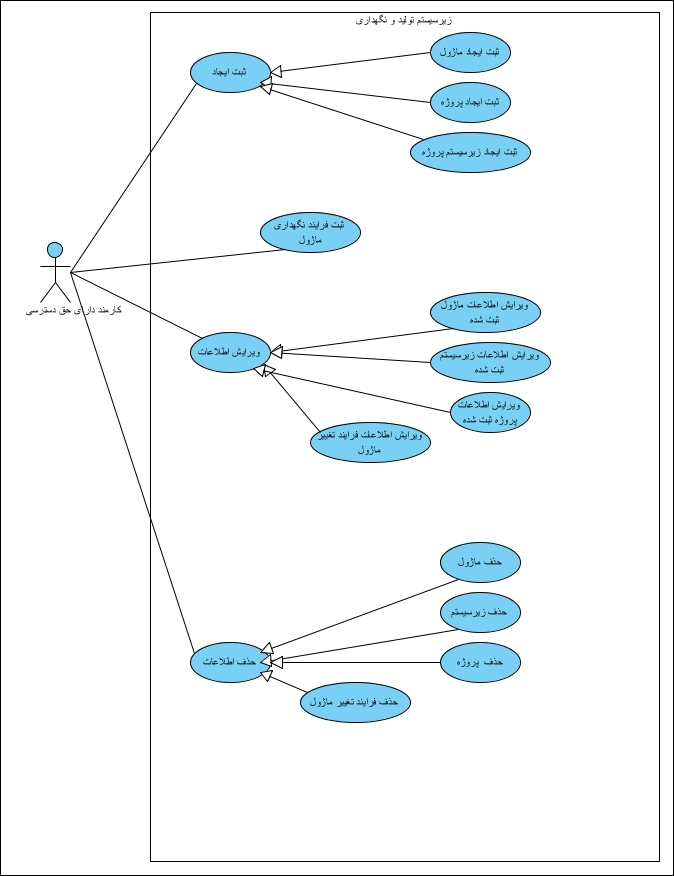 زیرسیستم تولید و نگهداری
ثبت ایجاد ماژول
ثبت ایجاد
ثبت ایجاد پروژه
ثبت ایجاد زیرسیستم پروژه
ثبت فرایند نگهداری
ماژول
کارمند دارای حق دسترسی
ویرایش اطلاعات ماژول
ثبت شده
ویرایش اطلاعات
ویرایش اطلاعات زیرسیستم
ثبت شده
ویرایش اطلاعات
پروژه ثبت شده
ویرایش اطلاعات فرایند تغییر
ماژول
حذف ماژول
حذف زیرسیستم
حذف اطلاعات
حذف پروژه
حذف فرایند تغییر ماژول